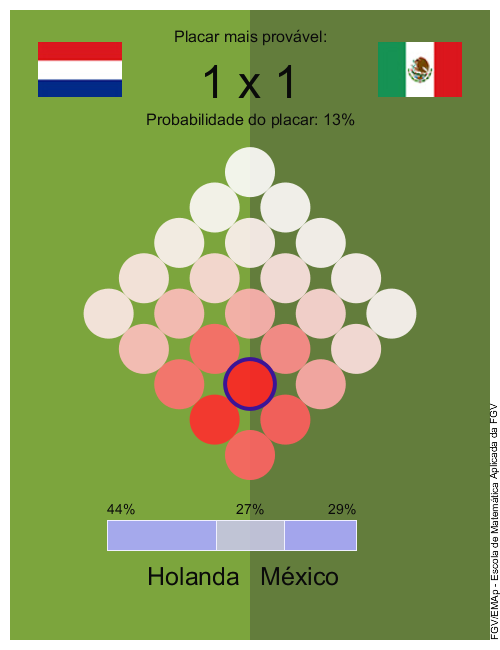 Placar mais provável:
1 x 1
Probabilidade do placar: 13%
44%
27%
29%
Holanda
México
FGV/EMAp - Escola de Matemática Aplicada da FGV